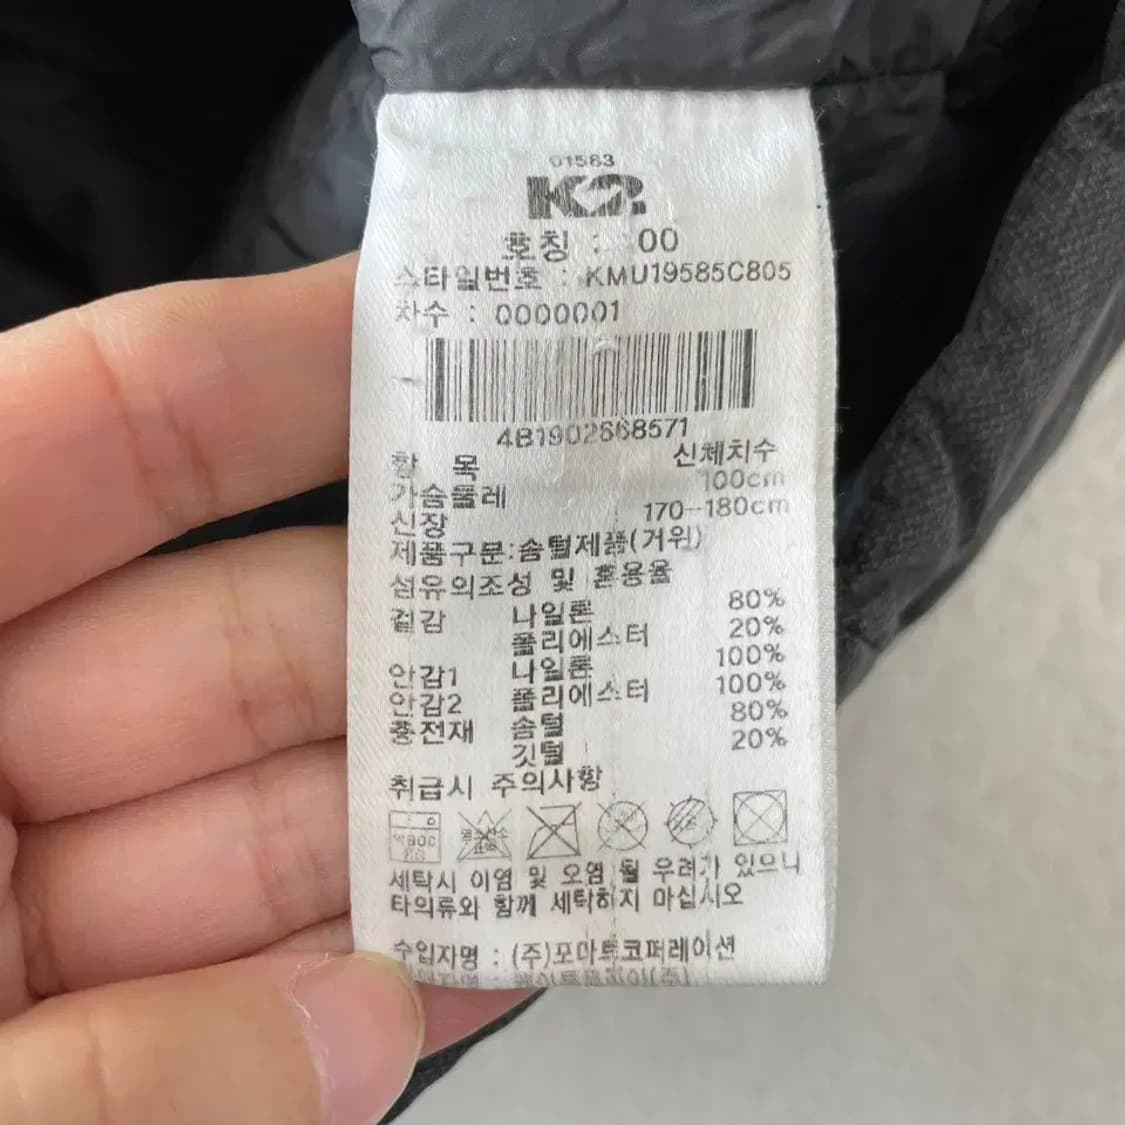 01583
K2
호칭 : 00
스타일번호 : KMU19585C805
차수 : 0000001
4B1902668571
항 목 신체치수
가슴둘레 100cm
신장 170-180cm
제품구분:솜털제품(거위)
섬유의조성 및 혼용율
겉감 나일론 80%
폴리에스터 20%
안감1 나일론 100%
안감2 폴리에스터 100%
충전재 솜털 80%
깃털 20%
취급시 주의사항
세탁시 이염 및 오염 될 우려가 있으니
타의류와 함께 세탁하지 마십시오
수입자명 : (주)포마트코퍼레이션